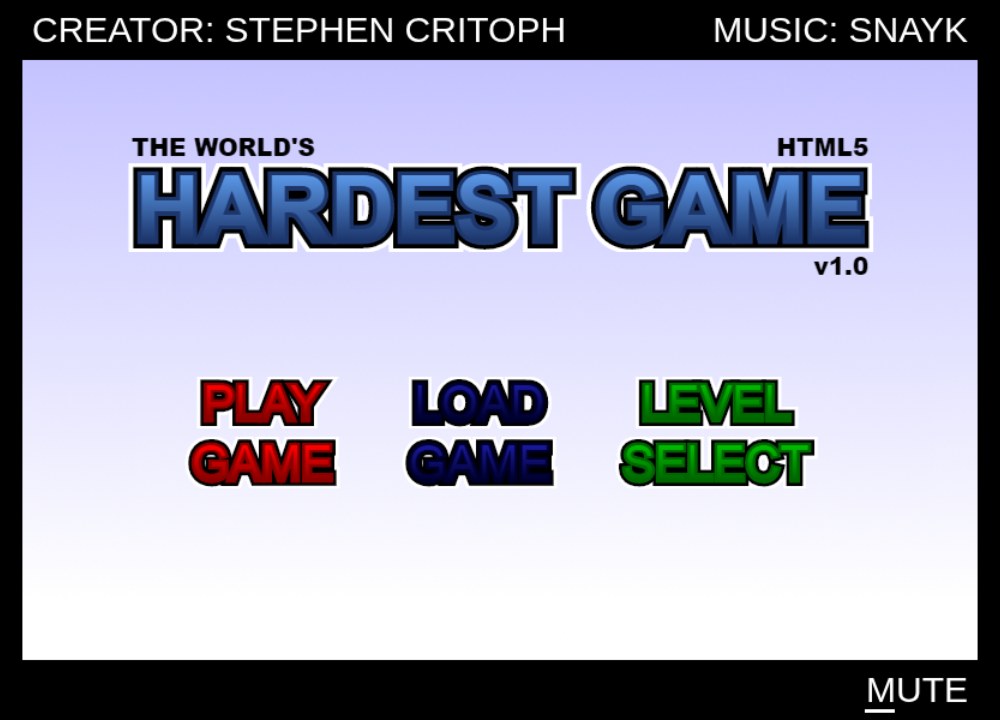 CREATOR: STEPHEN CRITOPH MUSIC: SNAYK
THE WORLD'S HTML5
HARDEST GAME
v1.0
PLAY GAME
LOAD GAME
LEVEL SELECT
MUTE